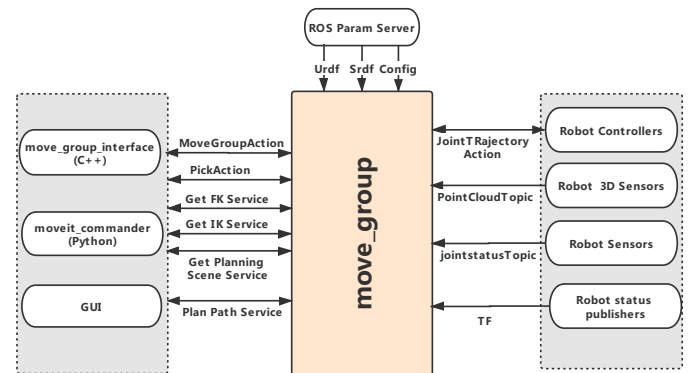 ROS Param Server
Urdf Srdf Config
move_group_interface
(C++)
moveit_commander
(Python)
GUI
MoveGroupAction
PickAction
Get FK Service
Get IK Service
Get Planning
Scene Service
Plan Path Service
move_group
JointTRajectory
Action
PointCloudTopic
jointstatusTopic
TF
Robot Controllers
Robot 3D Sensors
Robot Sensors
Robot status
publishers